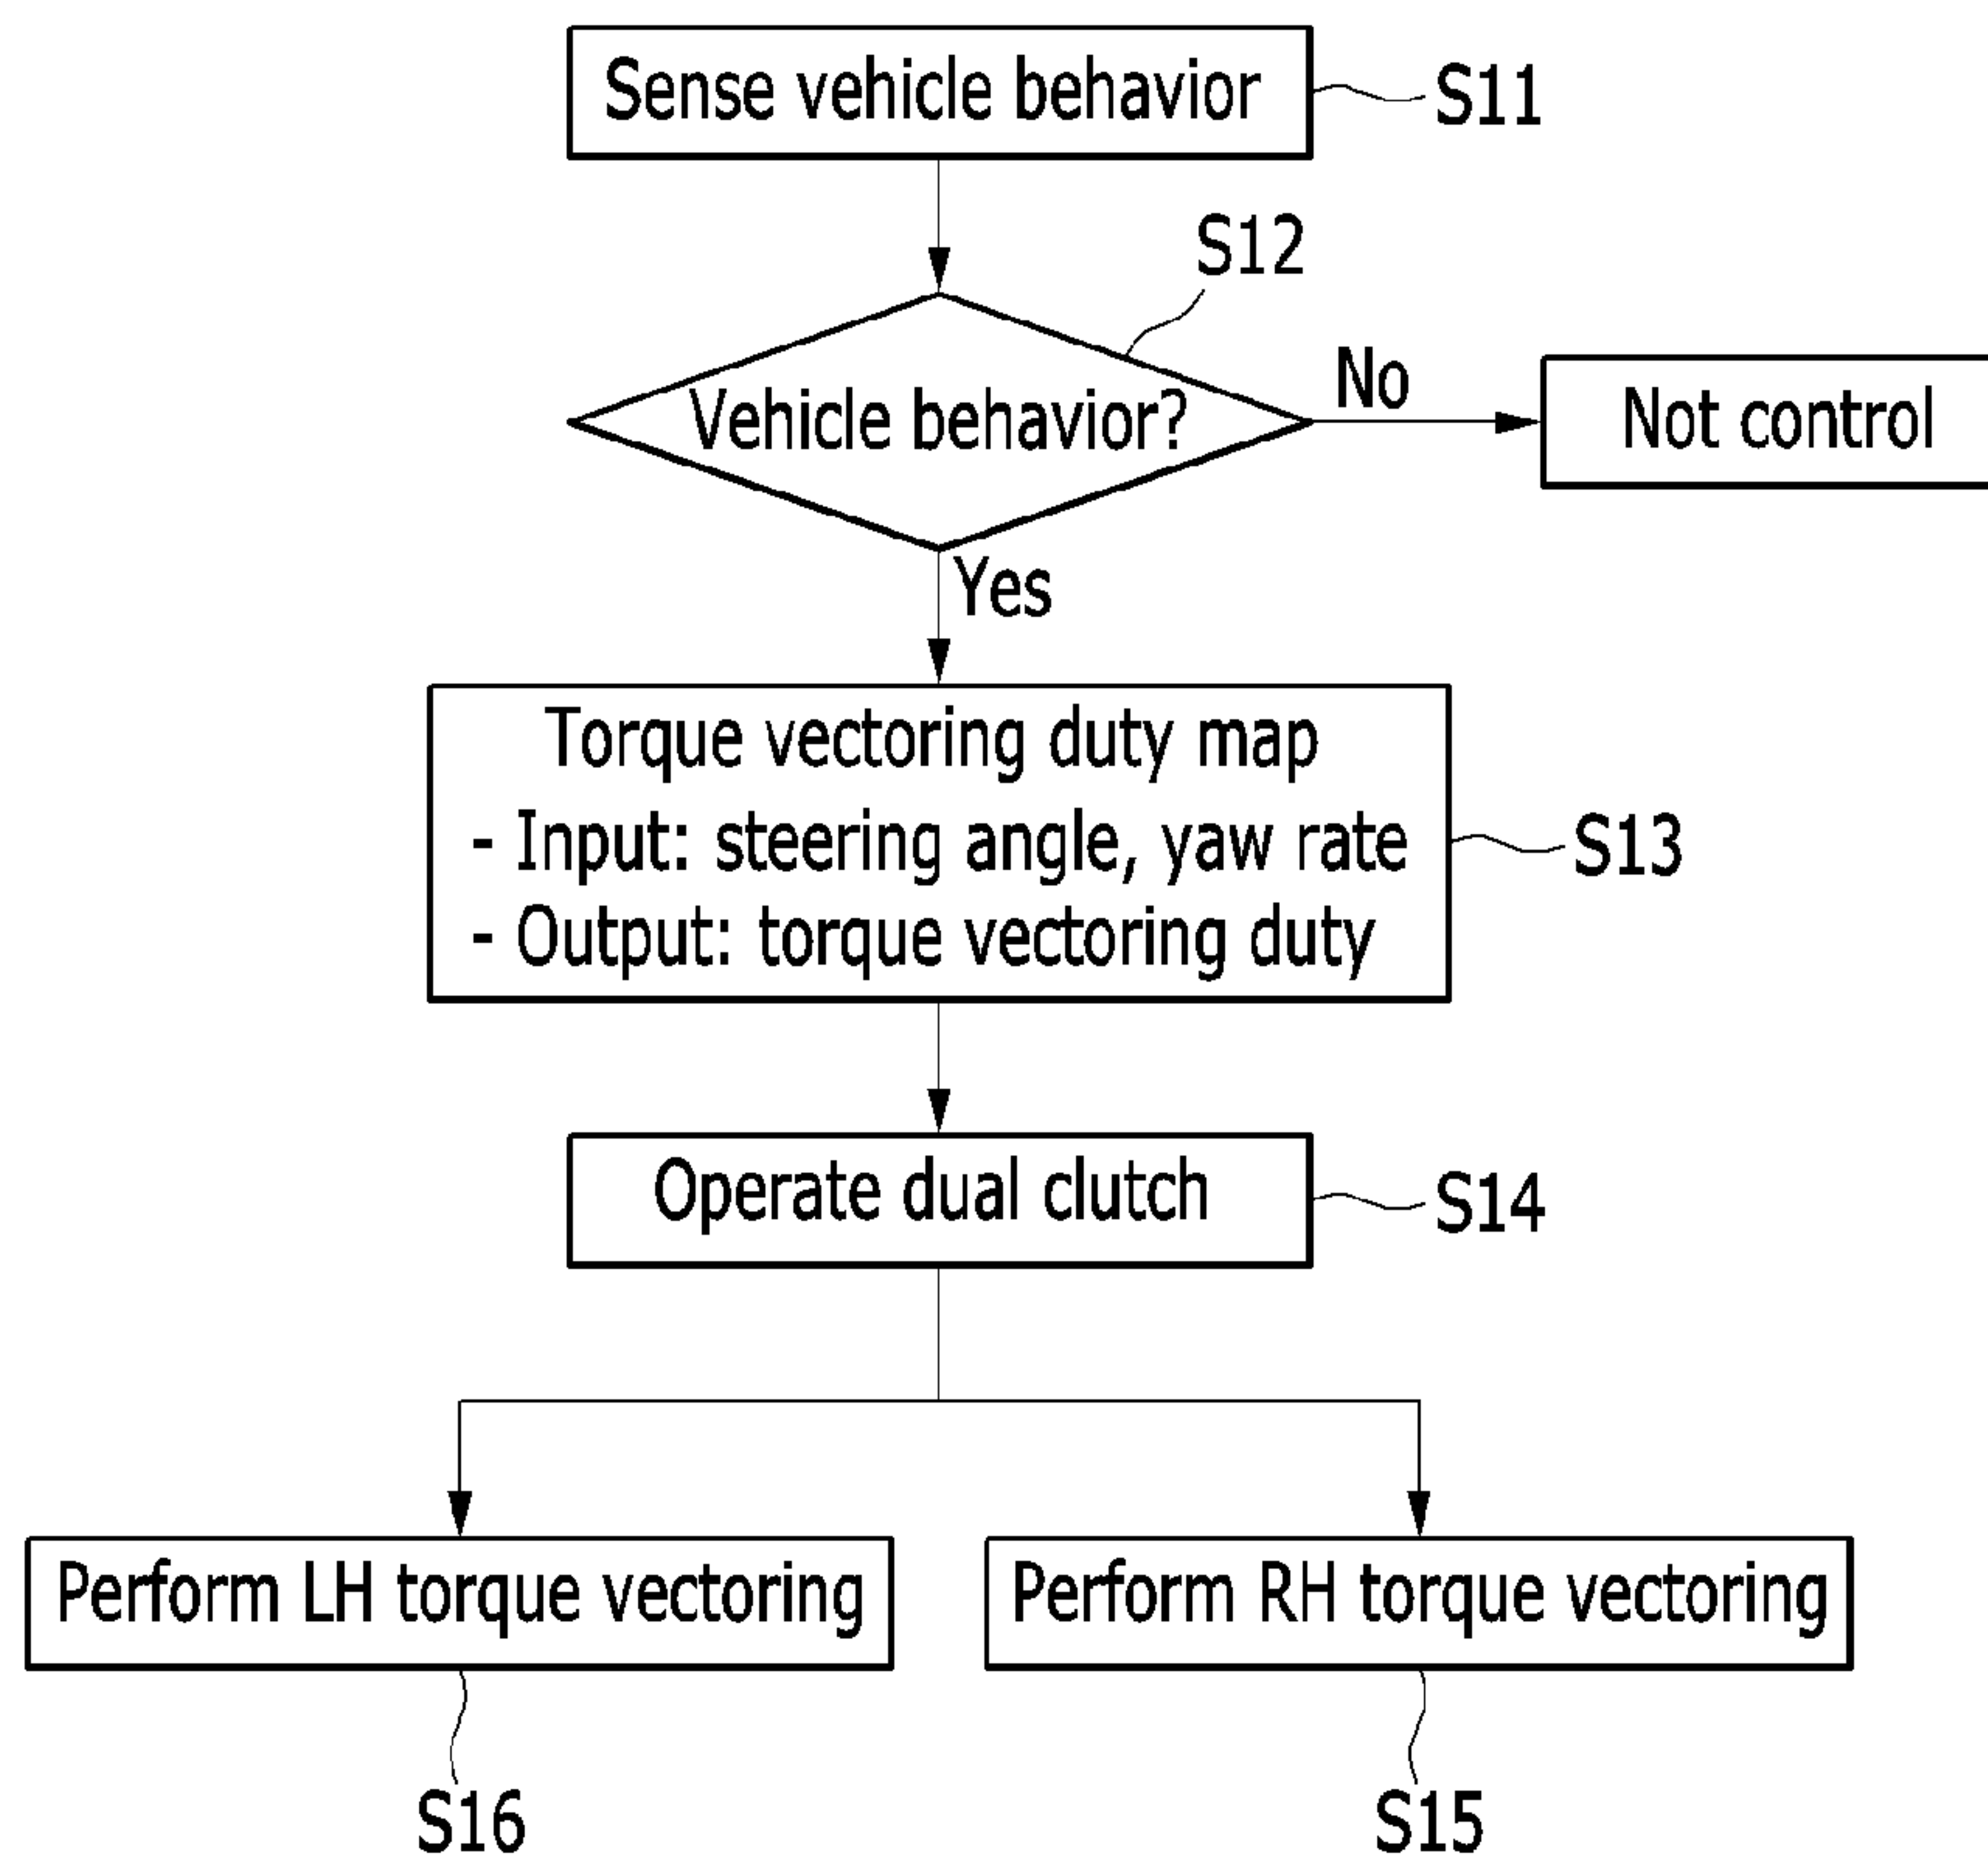 Sense vehicle behavior
S11
S12
Vehicle behavior?
No
Not control
Yes
Torque vectoring duty map
- Input: steering angle, yaw rate
- Output: torque vectoring duty
S13
Operate dual clutch
S14
Perform LH torque vectoring
Perform RH torque vectoring
S16
S15